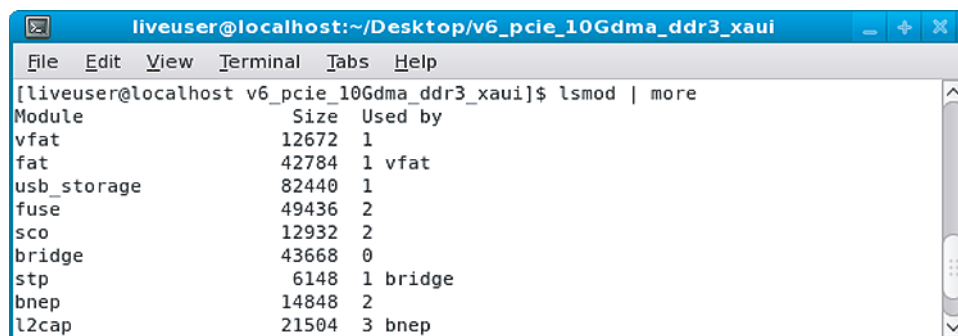 liveuser@localhost:~/Desktop/v6_pcie_10Gdma_ddr3_xaui
File Edit View Terminal Tabs Help
[liveuser@localhost v6_pcie_10Gdma_ddr3_xaui]$ lsmod | more
Module Size Used by
vfat 12672 1
fat 42784 1 vfat
usb_storage 82440 1
fuse 49436 2
sco 12932 2
bridge 43668 0
stp 6148 1 bridge
bnep 14848 2
l2cap 21504 3 bnep